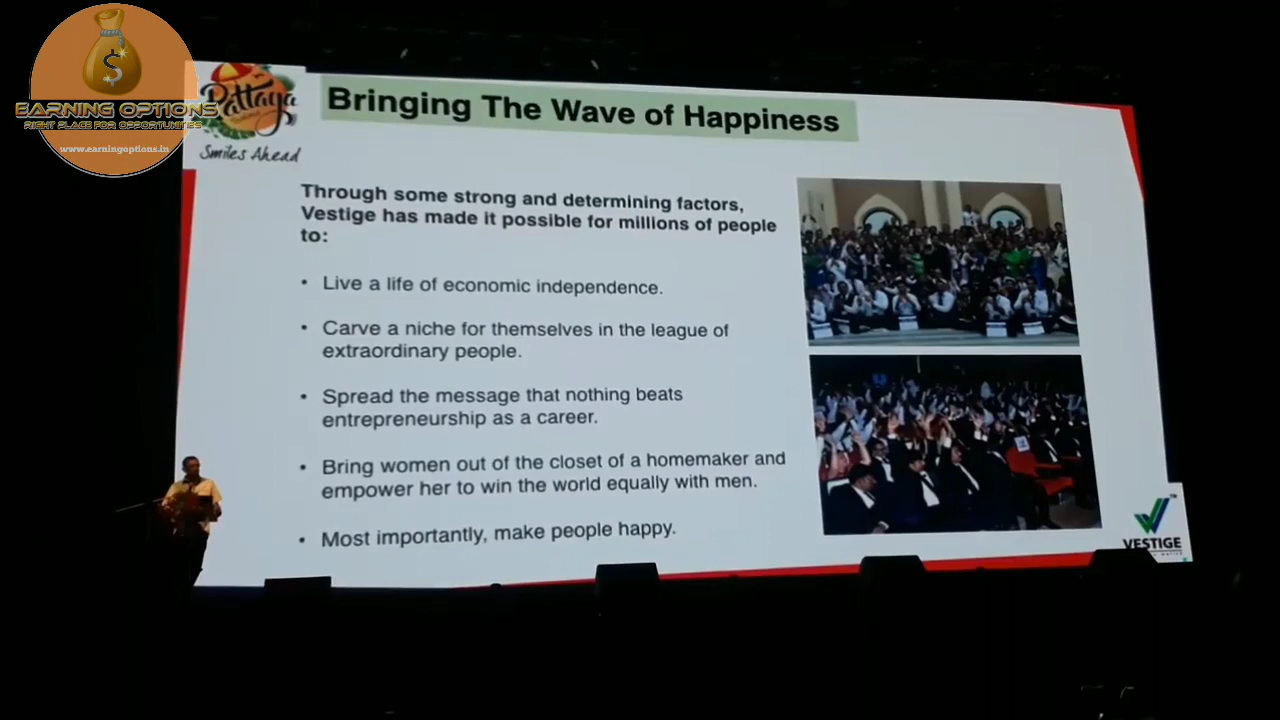 EARNING OPTIONS
RIGHT PLACE FOR OPPORTUNITIES
www.earningoptions.in
Pattaya
Smiles Ahead
Bringing The Wave of Happiness
Through some strong and determining factors,
Vestige has made it possible for millions of people
to:
• Live a life of economic independence.
• Carve a niche for themselves in the league of
extraordinary people.
• Spread the message that nothing beats
entrepreneurship as a career.
• Bring women out of the closet of a homemaker and
empower her to win the world equally with men.
• Most importantly, make people happy.
TM
VESTIGE